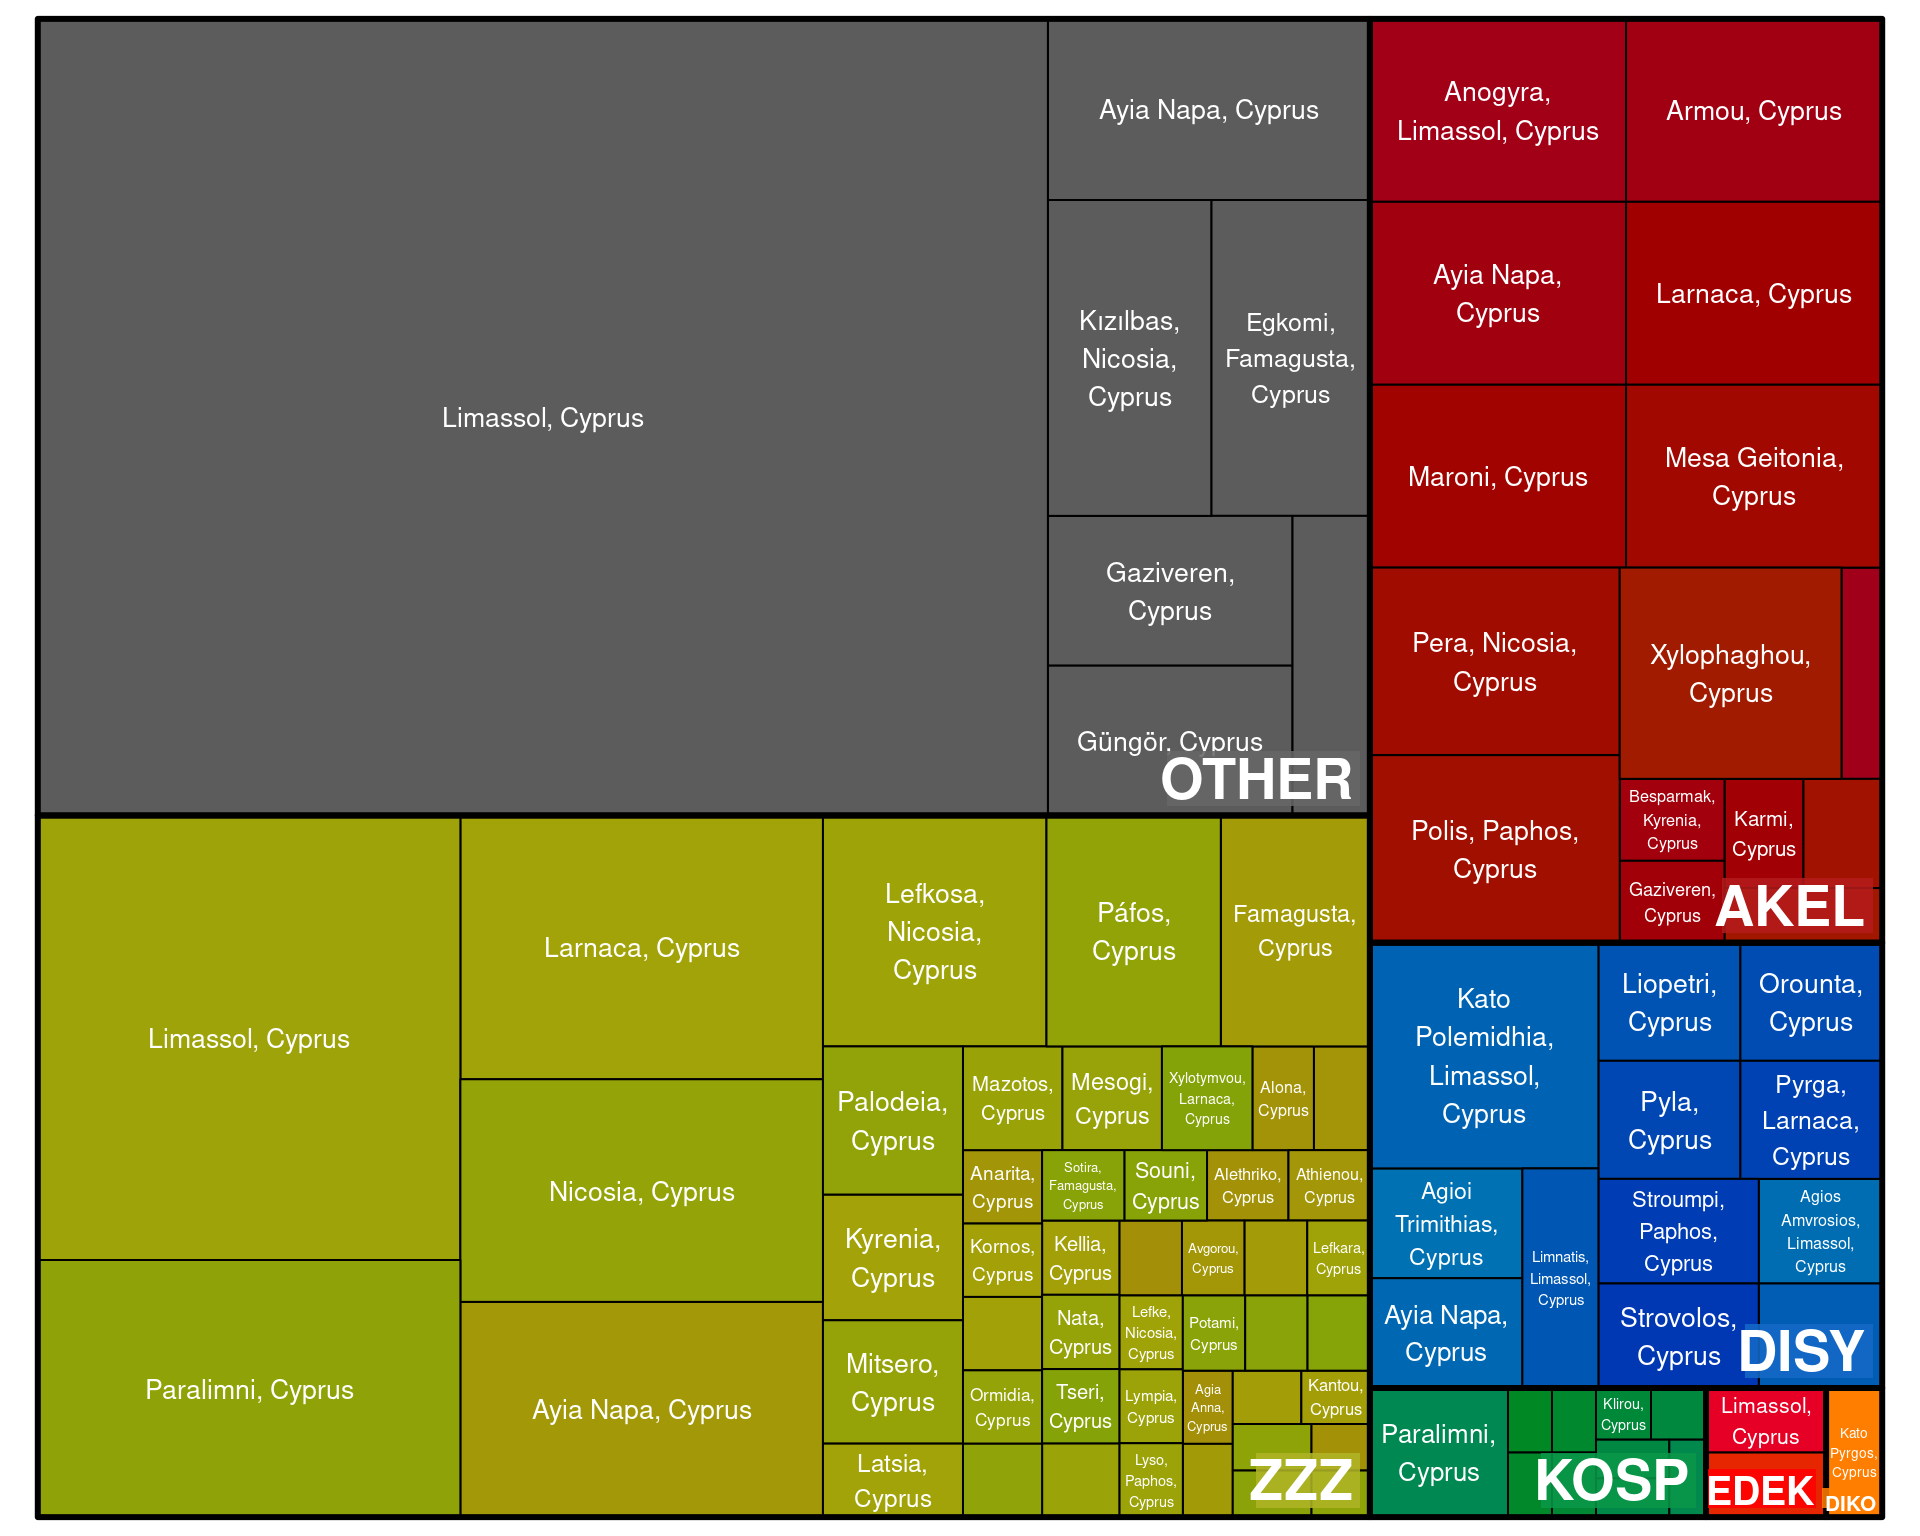 Limassol, Cyprus
Ayia Napa, Cyprus
Kızılbas,
Nicosia,
Cyprus
Egkomi,
Famagusta,
Cyprus
Gaziveren,
Cyprus
Güngör, Cyprus
OTHER
Anogyra,
Limassol, Cyprus
Armou, Cyprus
Ayia Napa,
Cyprus
Larnaca, Cyprus
Maroni, Cyprus
Mesa Geitonia,
Cyprus
Pera, Nicosia,
Cyprus
Xylophaghou,
Cyprus
Polis, Paphos,
Cyprus
Besparmak,
Kyrenia,
Cyprus
Karmi,
Cyprus
Gaziveren,
Cyprus
AKEL
Limassol, Cyprus
Larnaca, Cyprus
Lefkosa,
Nicosia,
Cyprus
Páfos,
Cyprus
Famagusta,
Cyprus
Nicosia, Cyprus
Paralimni, Cyprus
Ayia Napa, Cyprus
Palodeia,
Cyprus
Mazotos,
Cyprus
Mesogi,
Cyprus
Xylotymvou,
Larnaca,
Cyprus
Alona,
Cyprus
Anarita,
Cyprus
Sotira,
Famagusta,
Cyprus
Souni,
Cyprus
Alethriko,
Cyprus
Athienou,
Cyprus
Kyrenia,
Cyprus
Kornos,
Cyprus
Kellia,
Cyprus
Avgorou,
Cyprus
Lefkara,
Cyprus
Nata,
Cyprus
Lefke,
Nicosia,
Cyprus
Potami,
Cyprus
Mitsero,
Cyprus
Ormidia,
Cyprus
Tseri,
Cyprus
Lympia,
Cyprus
Agia
Anna,
Cyprus
Kantou,
Cyprus
Latsia,
Cyprus
Lyso,
Paphos,
Cyprus
ZZZ
Kato
Polemidhia,
Limassol,
Cyprus
Liopetri,
Cyprus
Orounta,
Cyprus
Pyla,
Cyprus
Pyrga,
Larnaca,
Cyprus
Agioi
Trimithias,
Cyprus
Limnatis,
Limassol,
Cyprus
Stroumpi,
Paphos,
Cyprus
Agios
Amvrosios,
Limassol,
Cyprus
Ayia Napa,
Cyprus
Strovolos,
Cyprus
DISY
Paralimni,
Cyprus
Klirou,
Cyprus
KOSP
Limassol,
Cyprus
EDEK
Kato
Pyrgos,
Cyprus
DIKO